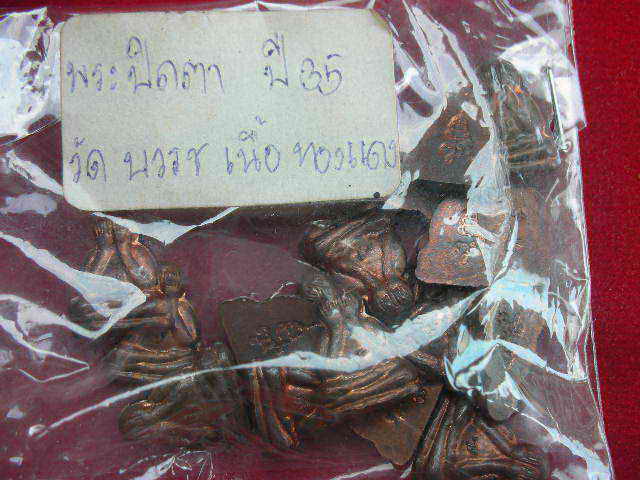 พระปิดตา ปี 35
วัด บวรช เนื้อ ทองแดง